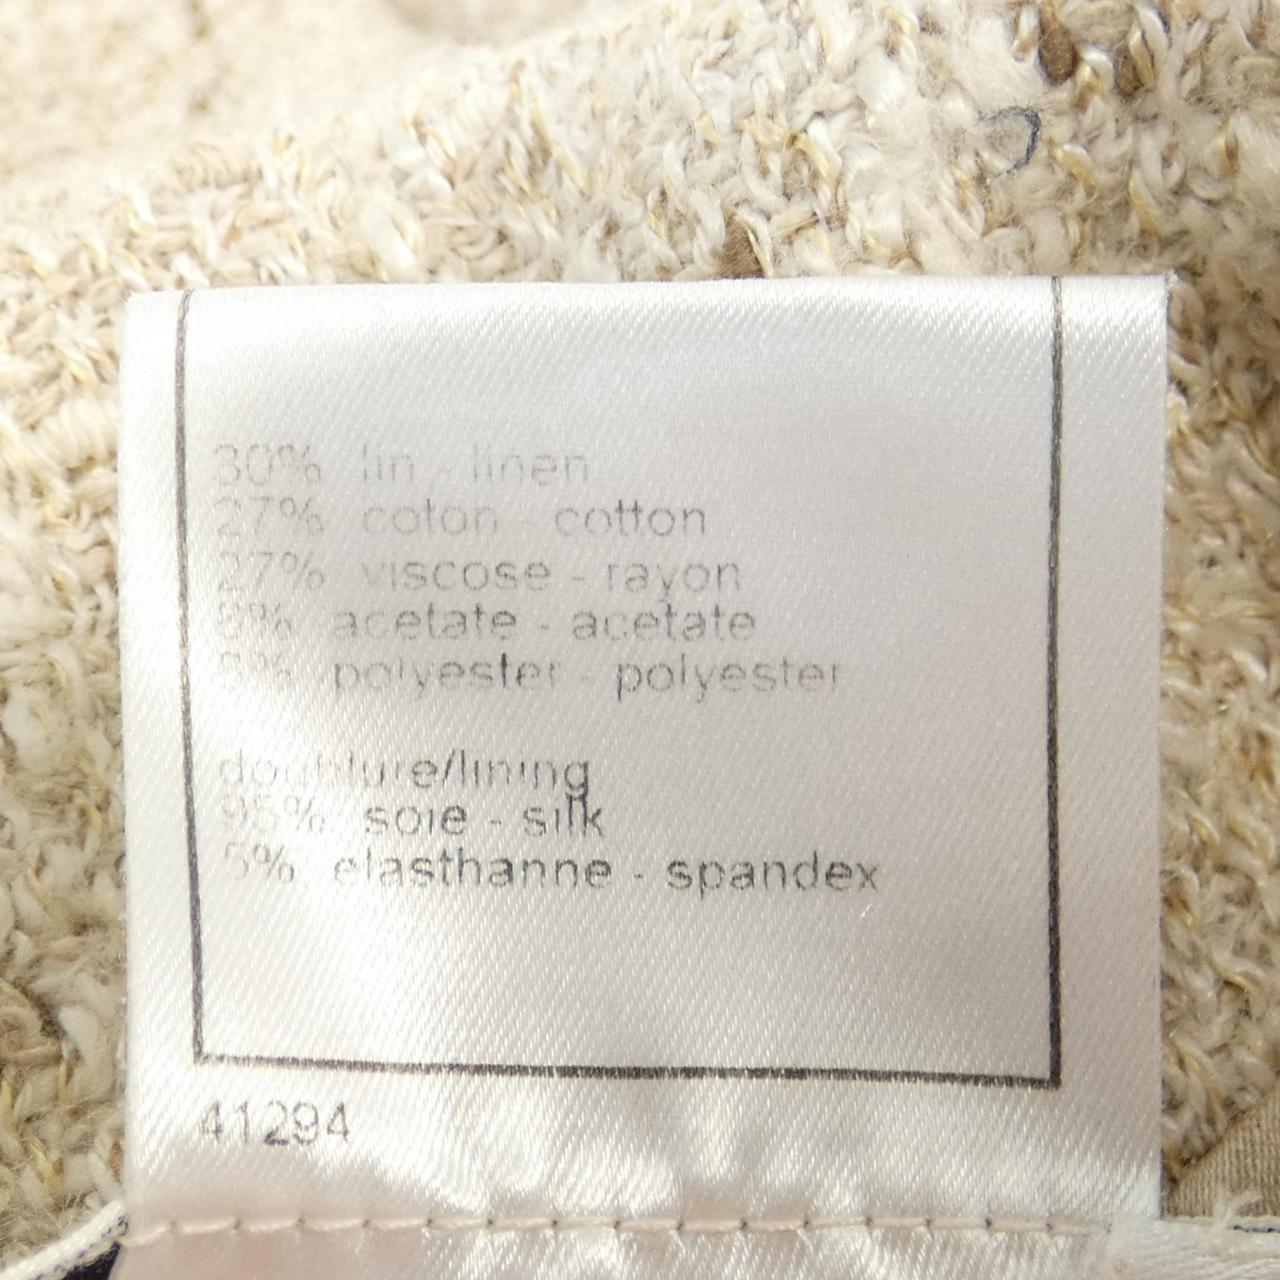 30% lin - linen
27% coton - cotton
27% viscose - rayon
8% acetate - acetate
8% polyester - polyester
doublure/lining
95% soie - silk
5% elasthanne - spandex
41294